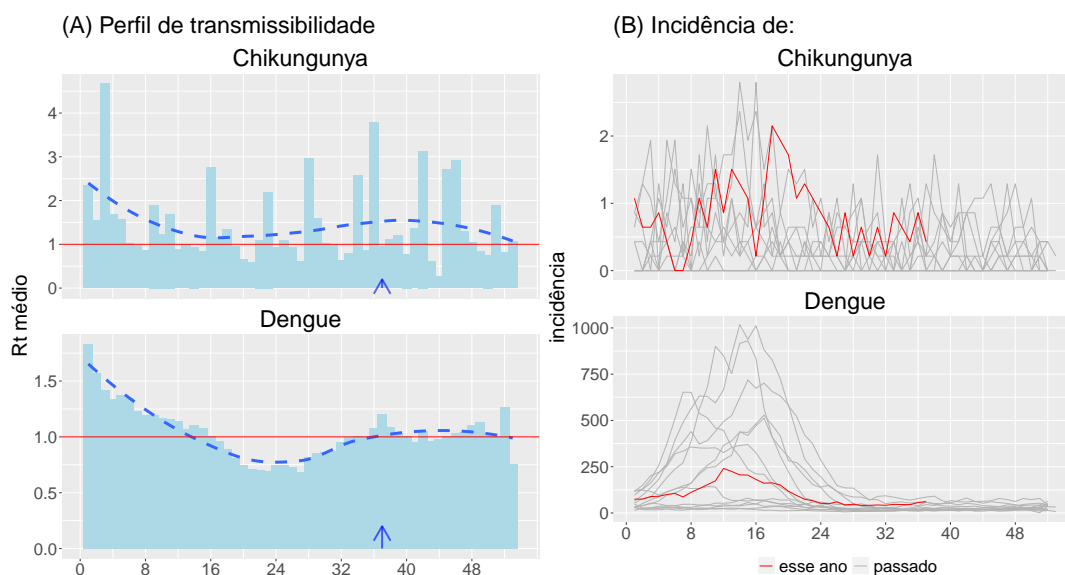 (A) Perfil de transmissibilidade
Chikungunya
4
3
2
1
0
Dengue
1.5
1.0
0.5
0.0
0 8 16 24 32 40 48
Rt médio
(B) Incidência de:
Chikungunya
2
1
0
Dengue
1000
750
500
250
0
0 8 16 24 32 40 48
incidência
esse ano passado